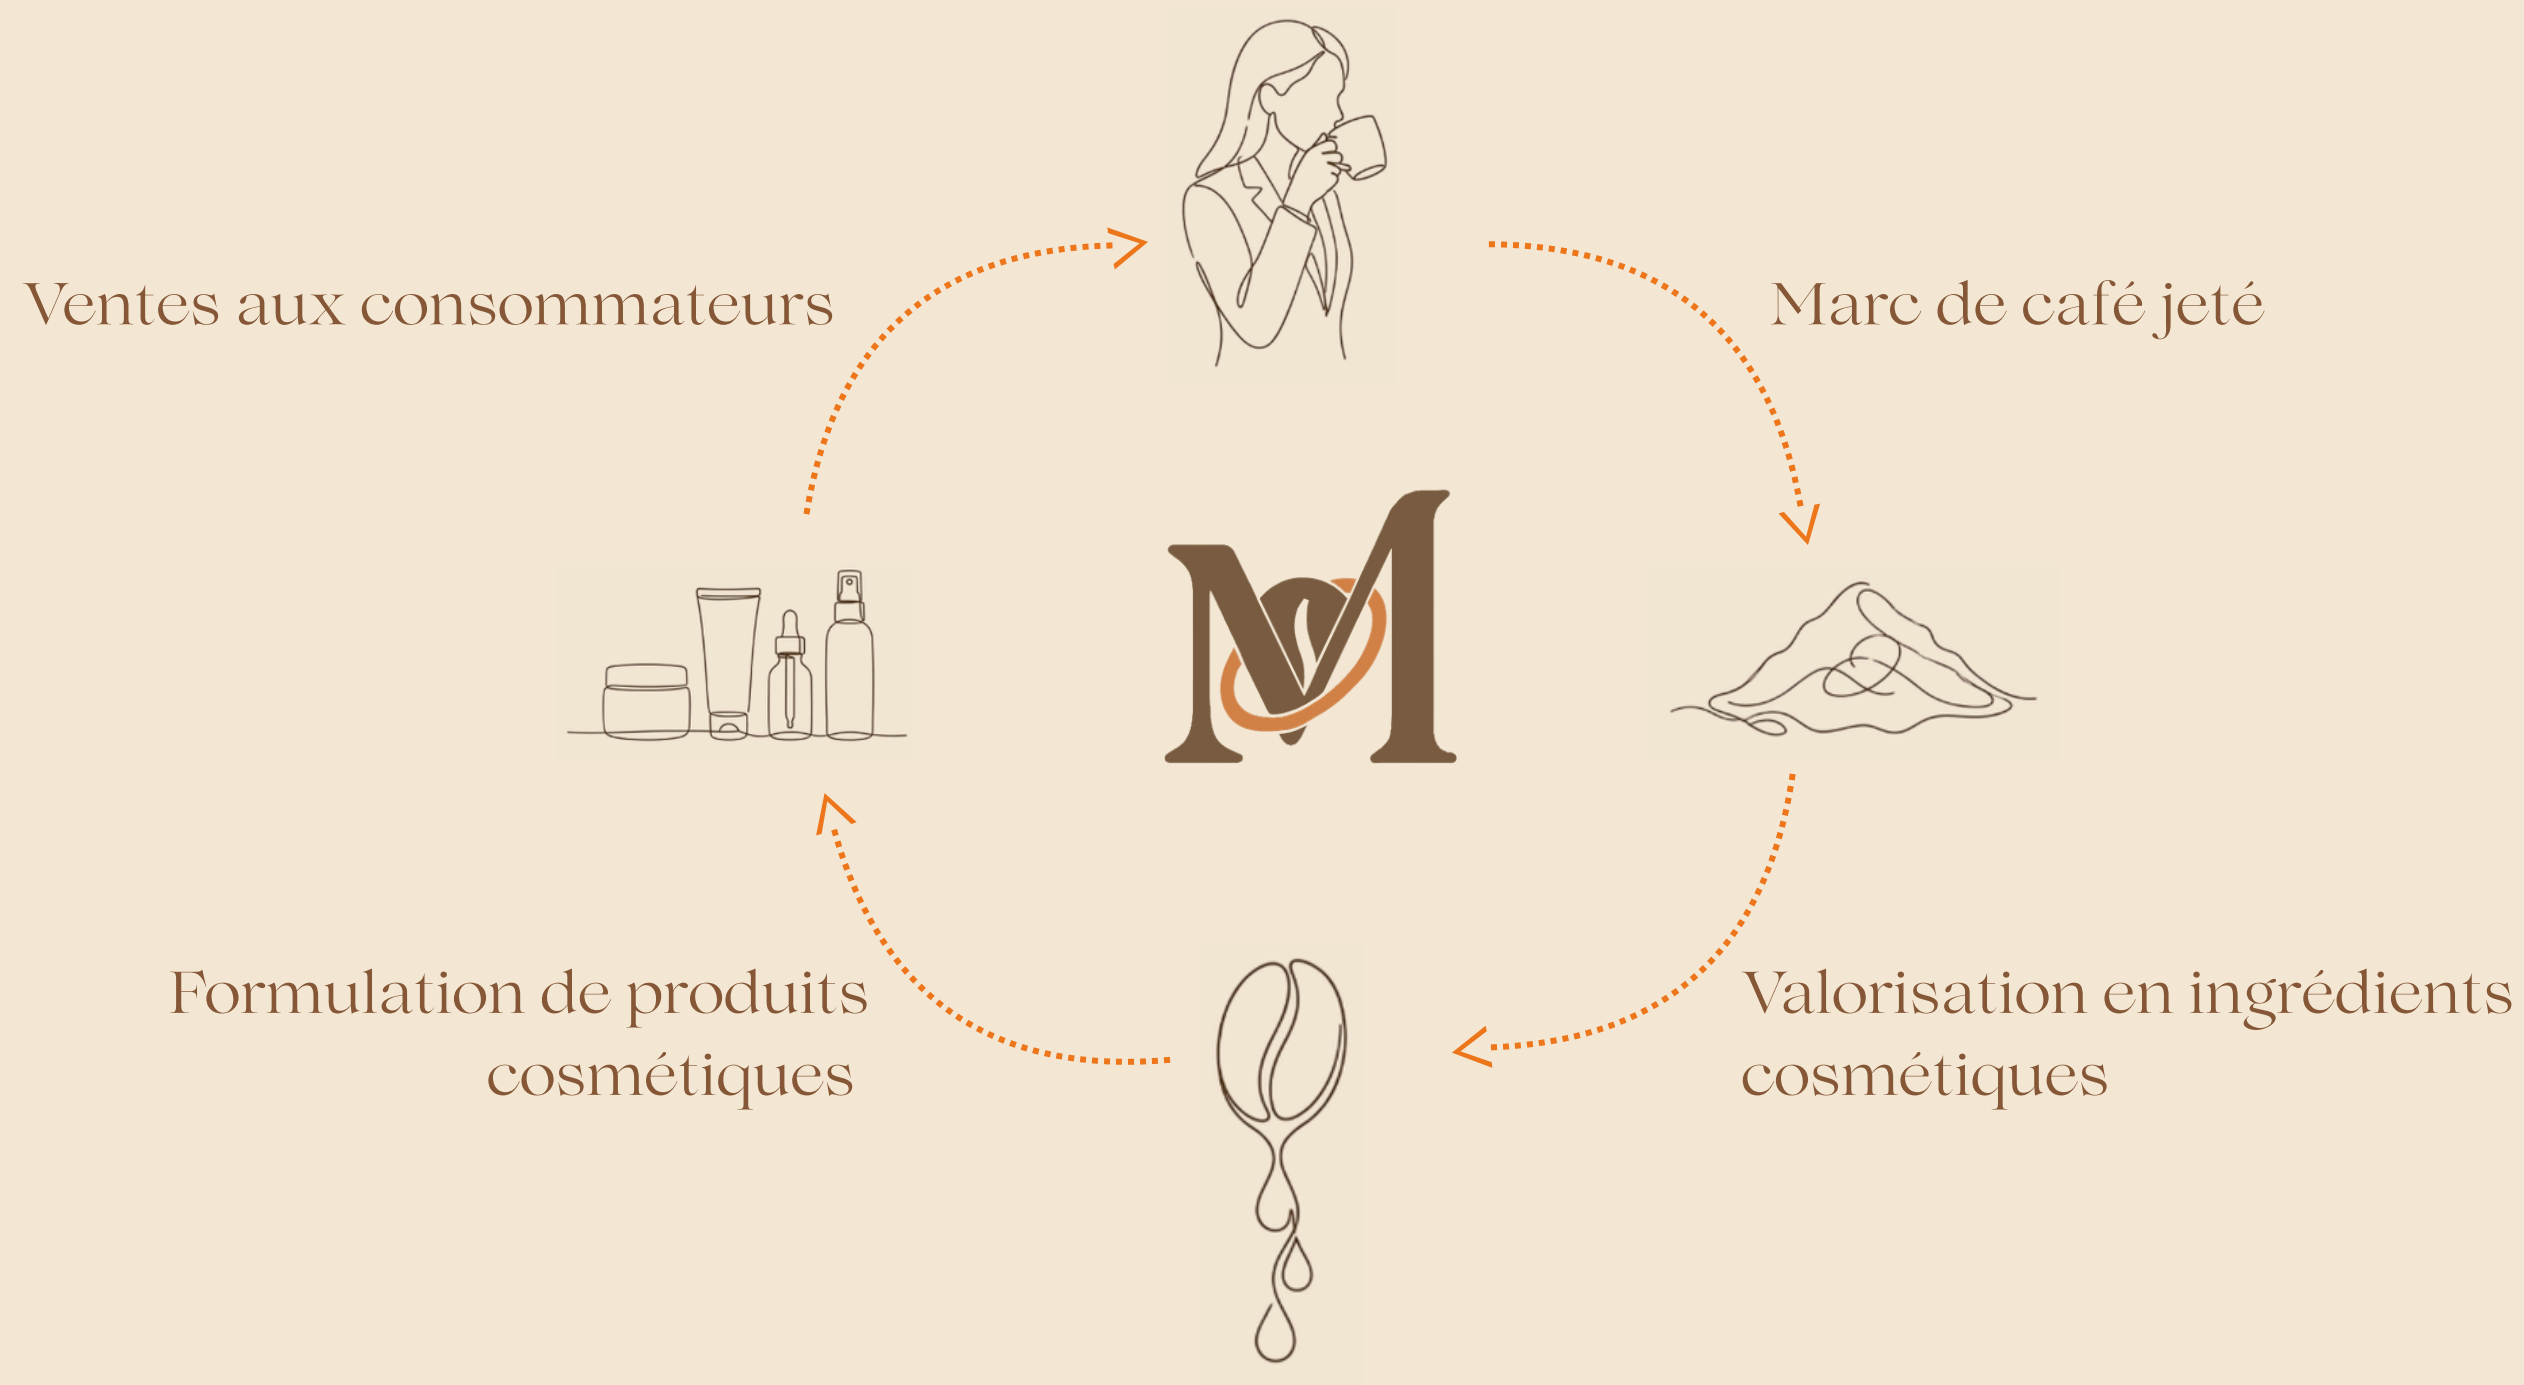 Ventes aux consommateurs
Marc de café jeté
M
Formulation de produits
cosmétiques
Valorisation en ingrédients
cosmétiques